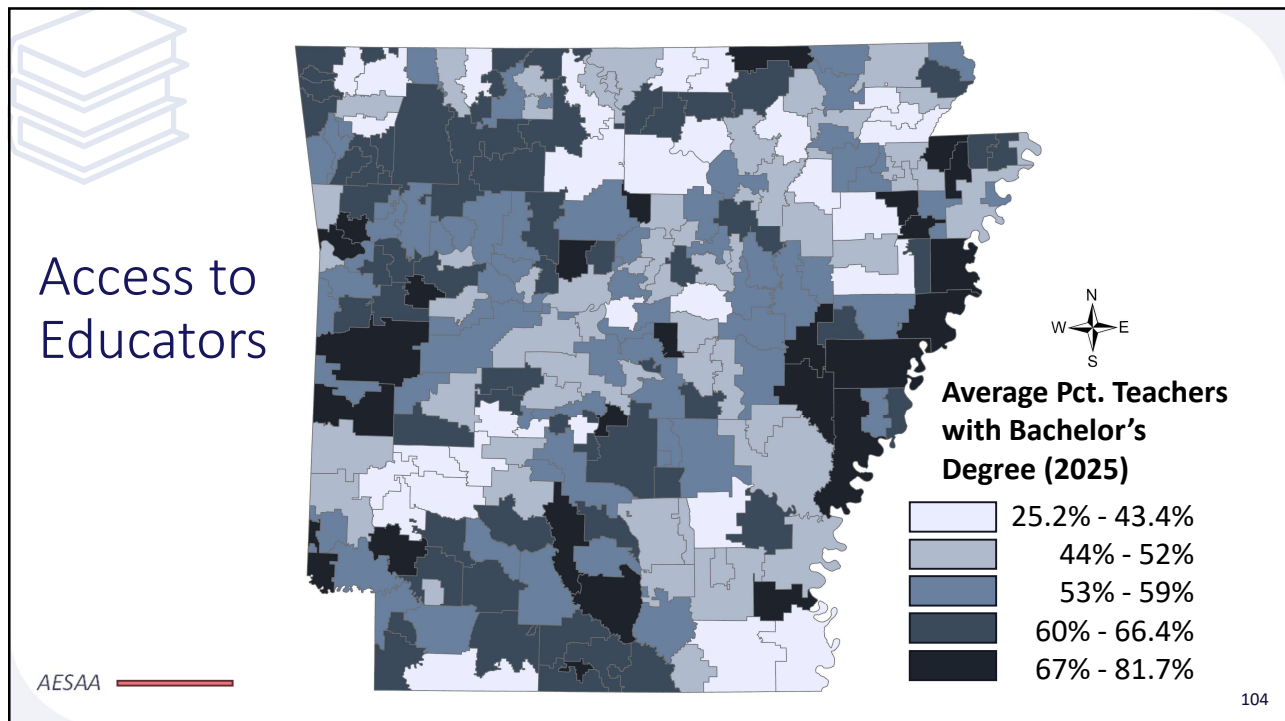 Access to
Educators
N
W E
S
Average Pct. Teachers
with Bachelor's
Degree (2025)
25.2% - 43.4%
44% - 52%
53% - 59%
60% - 66.4%
67% - 81.7%
AESAA
104